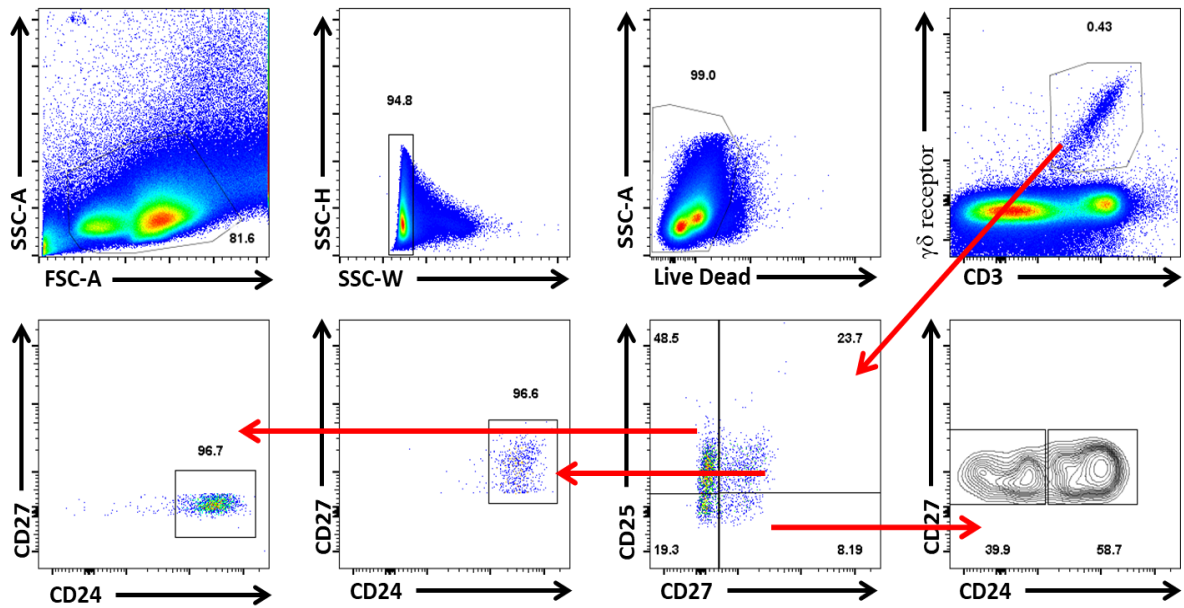 94.8
99.0
0.43
81.6
SSC-A
SSC-H
SSC-A
γδ receptor
FSC-A
SSC-W
Live Dead
CD3
96.7
96.6
48.5
23.7
19.3
8.19
39.9
58.7
CD27
CD27
CD25
CD27
CD24
CD24
CD27
CD24